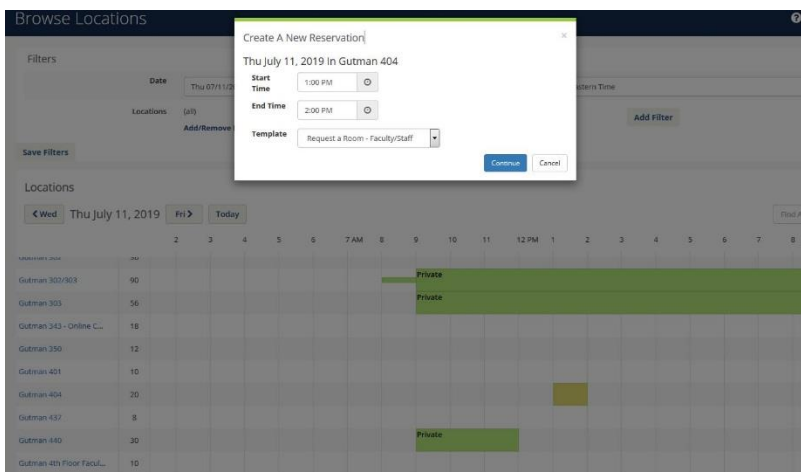 Browse Locations
Create A New Reservation
Thu July 11, 2019 In Gutman 404
Start Time 1:00 PM
End Time 2:00 PM
Template Request a Room - Faculty/Staff
Continue Cancel
Filters
Date Thu 07/11/2
Locations (all)
Add/Remove
Add Filter
Save Filters
Locations
Wed Thu July 11, 2019 Fri Today
Find A
2 3 4 5 6 7 AM 8 9 10 11 12 PM 1 2 3 4 5 6 7 8
Gutman 302/303 90 Private
Gutman 303 56 Private
Gutman 343 - Online C... 18
Gutman 350 12
Gutman 401 10
Gutman 404 20
Gutman 437 8
Gutman 440 30 Private
Gutman 4th Floor Facul... 10